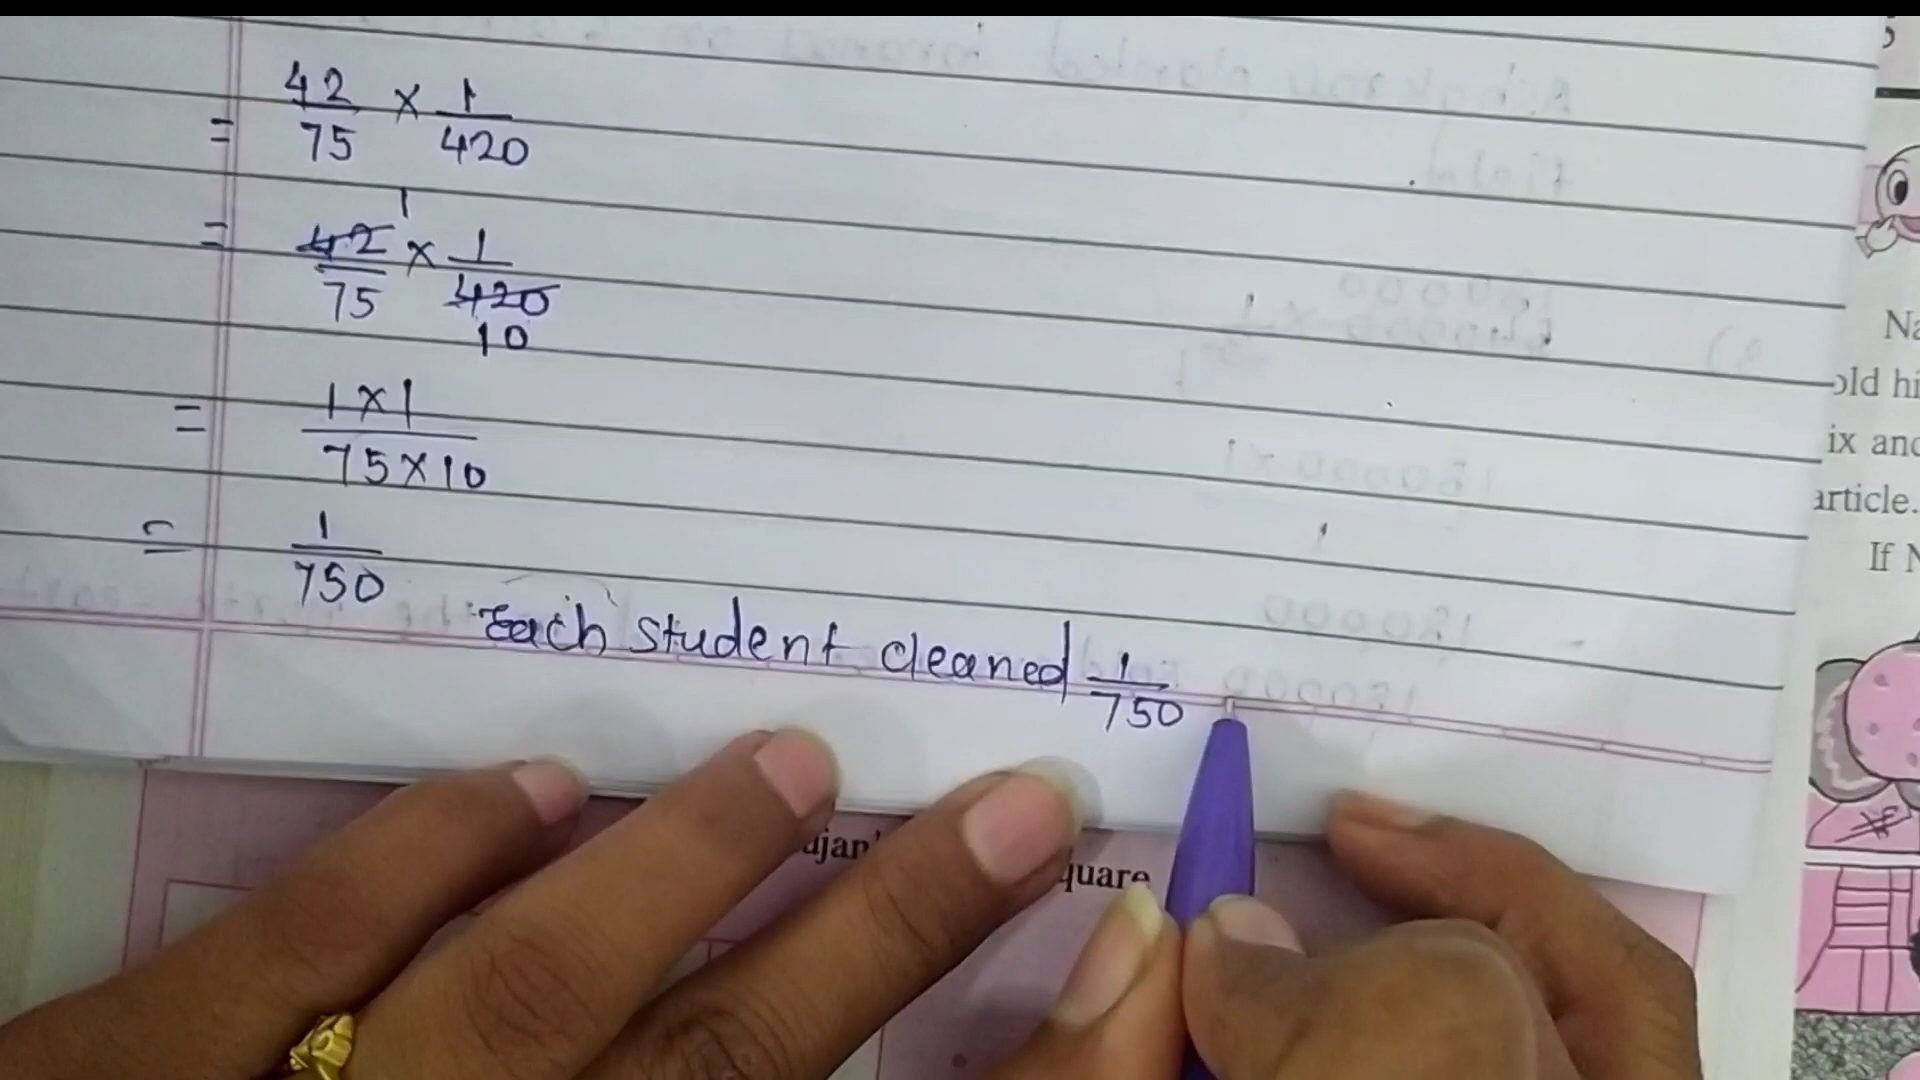 = 42/75 × 1/420
= 42/75 × 1/420
1
10
= 1×1/75×10
= 1/750
Each student cleaned 1/750
old hi
ix and
article.
If N
quare